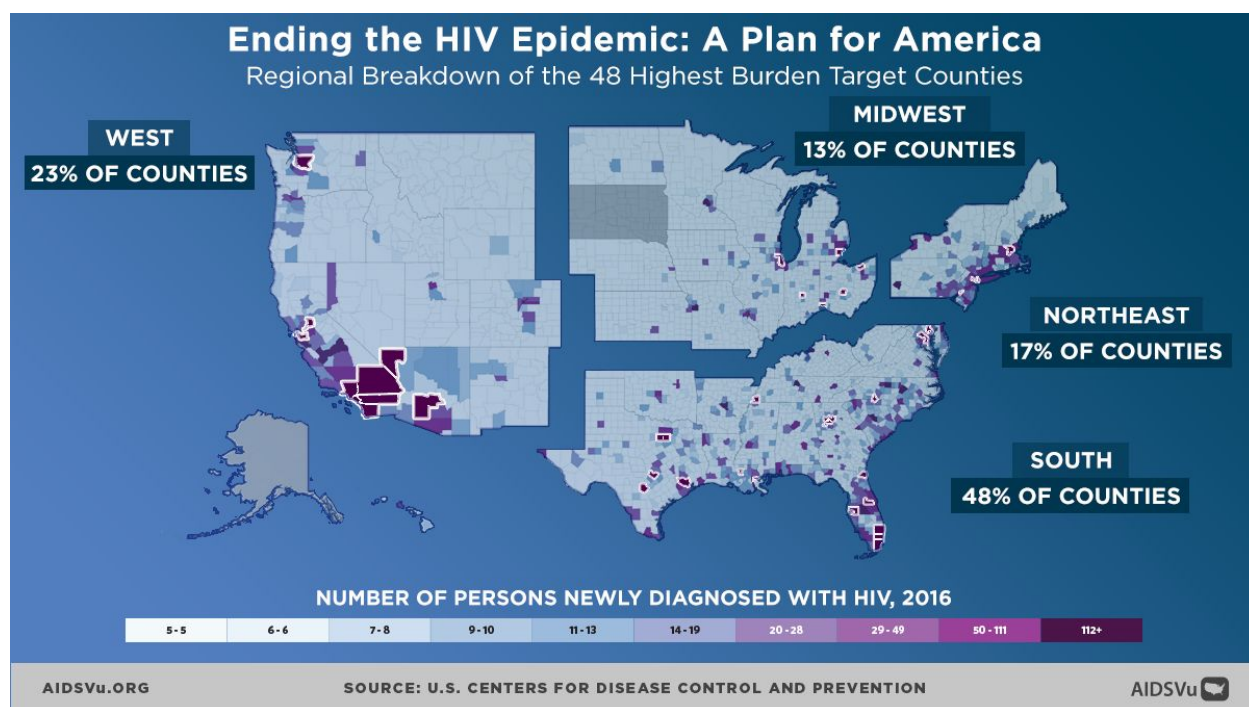 Ending the HIV Epidemic: A Plan for America
Regional Breakdown of the 48 Highest Burden Target Counties
WEST
23% OF COUNTIES
MIDWEST
13% OF COUNTIES
NORTHEAST
17% OF COUNTIES
SOUTH
48% OF COUNTIES
NUMBER OF PERSONS NEWLY DIAGNOSED WITH HIV, 2016
5 - 5 6 - 6 7 - 8 9 - 10 11 - 13 14 - 19 20 - 28 29 - 49 50 - 111 112+
AIDSVu.ORG SOURCE: U.S. CENTERS FOR DISEASE CONTROL AND PREVENTION AIDSVu